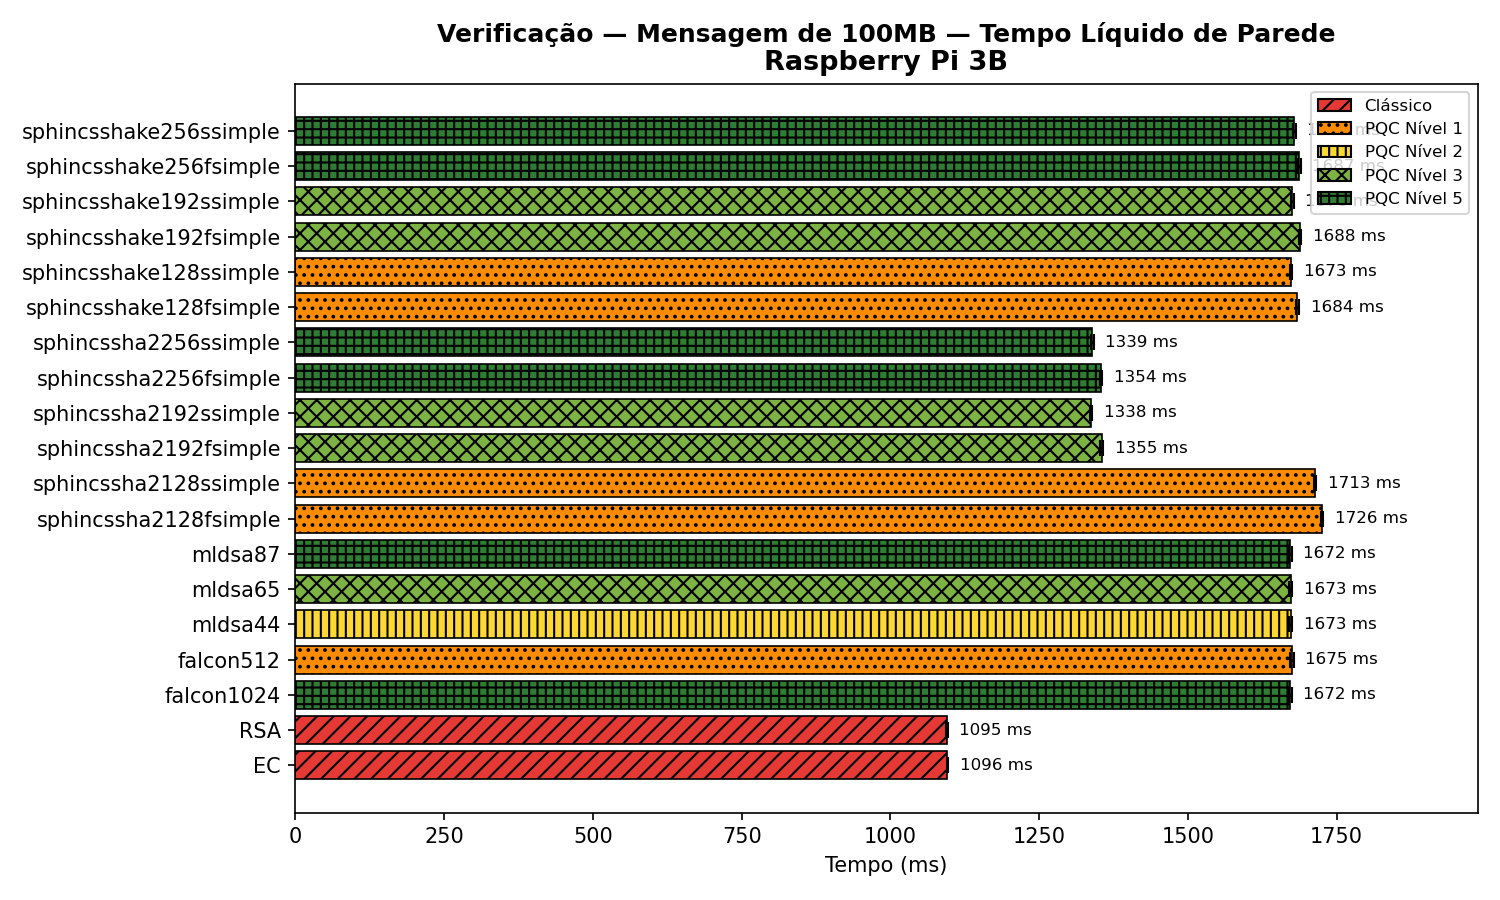 Verificação — Mensagem de 100MB — Tempo Líquido de Parede
Raspberry Pi 3B
Clássico
PQC Nível 1
PQC Nível 2
PQC Nível 3
PQC Nível 5
sphincsshake256ssimple
sphincsshake256fsimple 1687 ms
sphincsshake192ssimple
sphincsshake192fsimple 1688 ms
sphincsshake128ssimple 1673 ms
sphincsshake128fsimple 1684 ms
sphincssha2256ssimple 1339 ms
sphincssha2256fsimple 1354 ms
sphincssha2192ssimple 1338 ms
sphincssha2192fsimple 1355 ms
sphincssha2128ssimple 1713 ms
sphincssha2128fsimple 1726 ms
mldsa87 1672 ms
mldsa65 1673 ms
mldsa44 1673 ms
falcon512 1675 ms
falcon1024 1672 ms
RSA 1095 ms
EC 1096 ms
0 250 500 750 1000 1250 1500 1750
Tempo (ms)